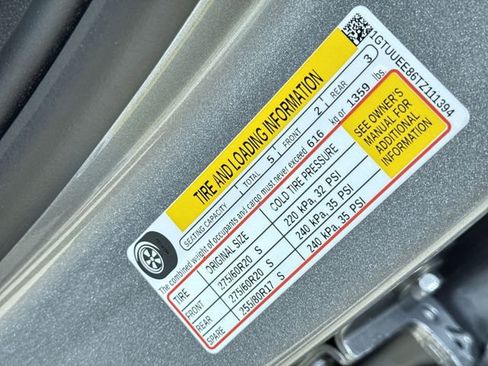 1GTUUEE86TZ111394
TIRE AND LOADING INFORMATION
SEATING CAPACITY TOTAL 5 FRONT 2 REAR 3
The combined weight of occupants and cargo must never exceed 616 kg or 1359 lbs
TIRE ORIGINAL SIZE COLD TIRE PRESSURE
FRONT 275/60R20 S 220 kPa, 32 PSI
REAR 275/60R20 S 240 kPa, 35 PSI
SPARE 255/80R17 S 240 kPa, 35 PSI
SEE OWNER'S
MANUAL FOR
ADDITIONAL
INFORMATION